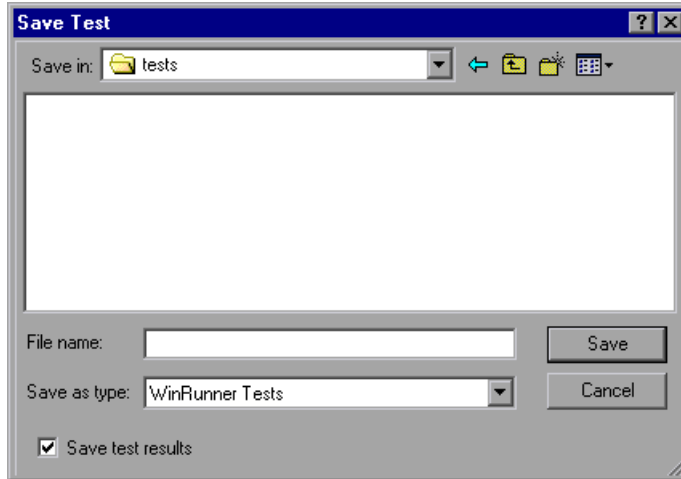 Save Test
Save in: tests
File name:
Save
Save as type: WinRunner Tests
Cancel
Save test results